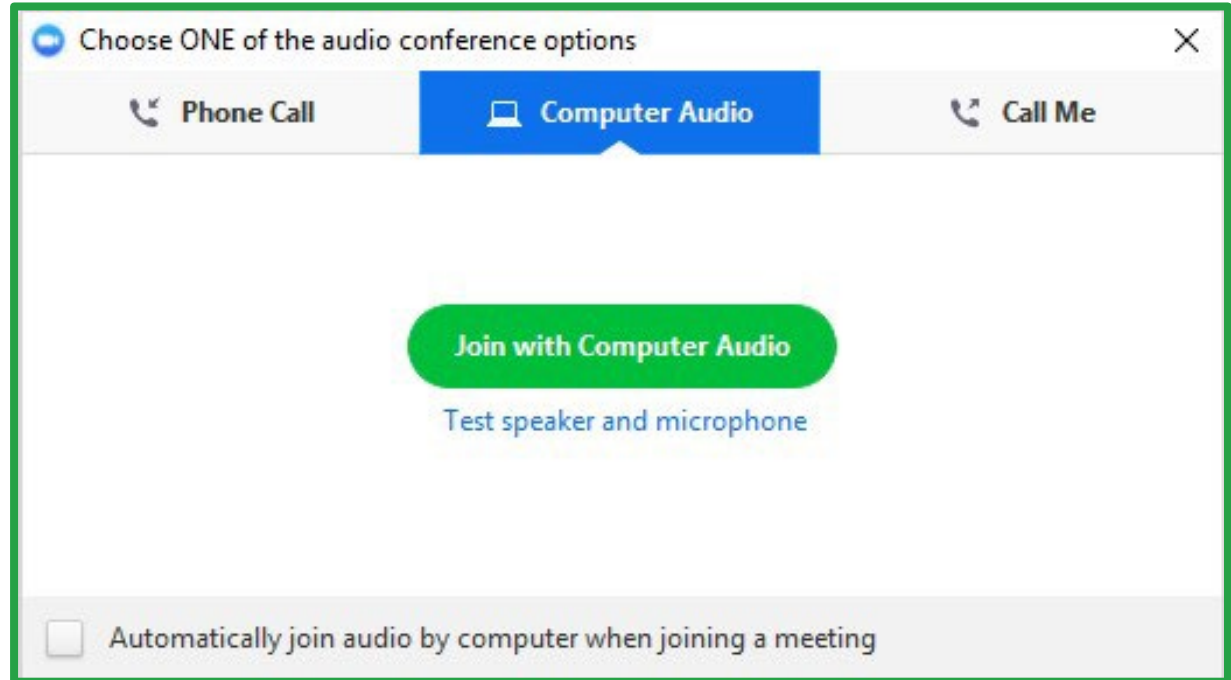 Choose ONE of the audio conference options
Phone Call
Computer Audio
Call Me
Join with Computer Audio
Test speaker and microphone
Automatically join audio by computer when joining a meeting